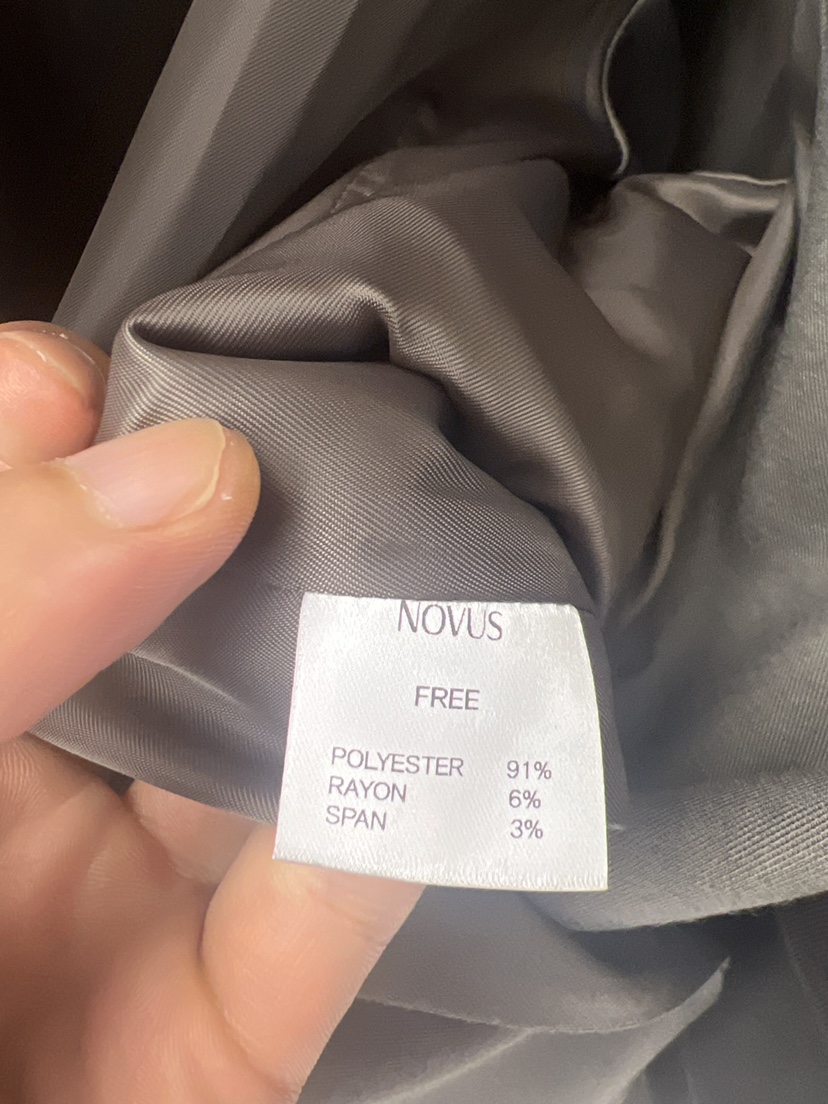 NOVUS
FREE
POLYESTER 91%
RAYON 6%
SPAN 3%